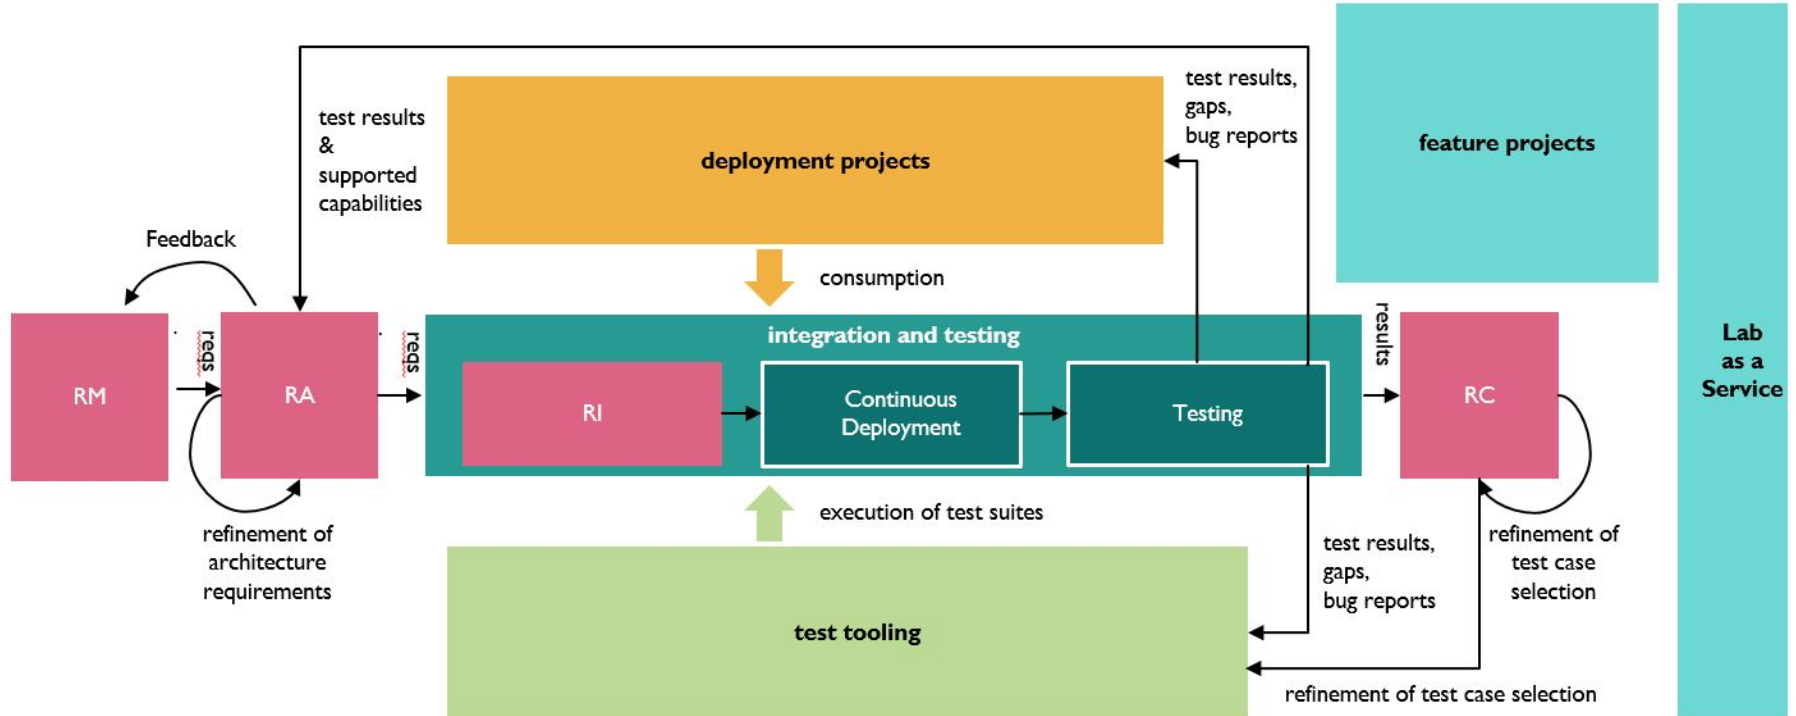 test results
&
supported
capabilities
deployment projects
test results,
gaps,
bug reports
feature projects
Feedback
consumption
Lab
as a
Service
reqs
reqs
integration and testing
results
RM
RA
RI
Continuous
Deployment
Testing
RC
refinement of
architecture
requirements
execution of test suites
test results,
gaps,
bug reports
refinement of
test case
selection
test tooling
refinement of test case selection